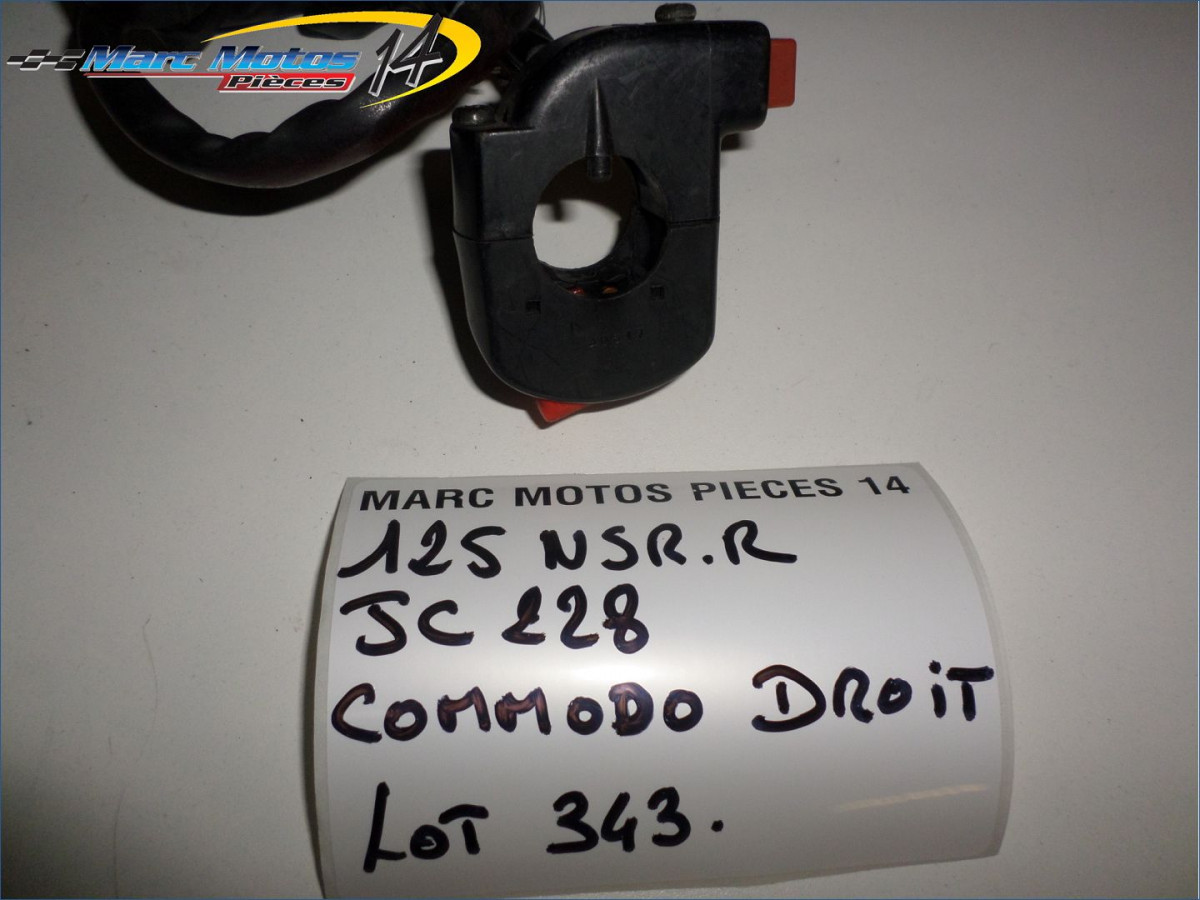 Marc Motos 14
Pièces
MARC MOTOS PIECES 14
125 NSR.R
JC 228
COMMODO DROIT
LOT 343.